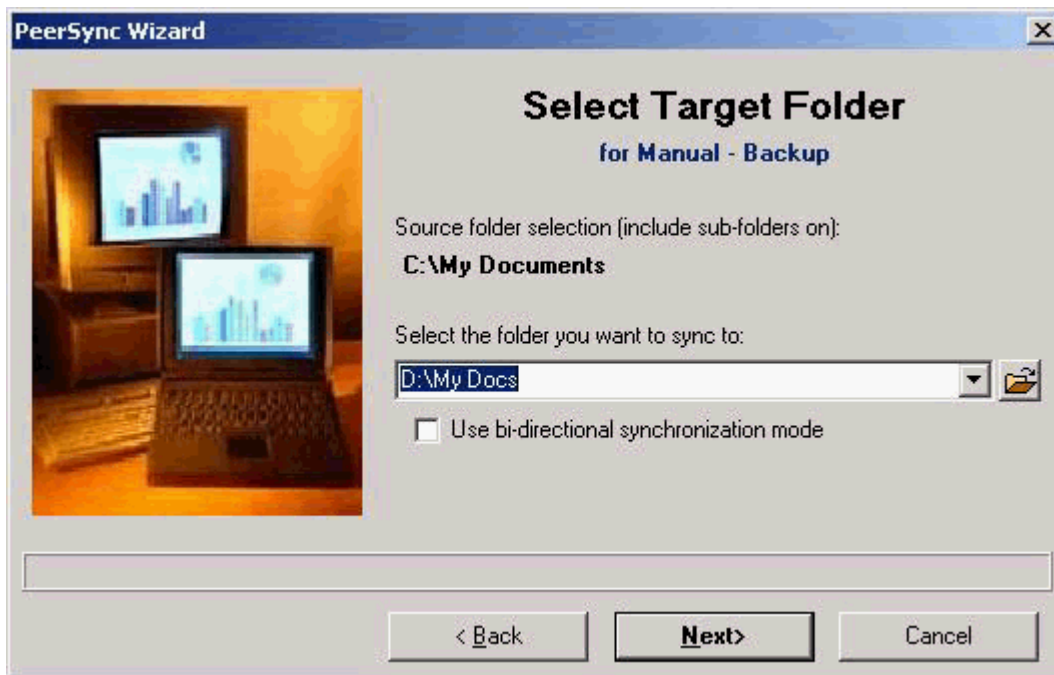 PeerSync Wizard
Select Target Folder
for Manual - Backup
Source folder selection (include sub-folders on):
C:\My Documents
Select the folder you want to sync to:
D:\My Docs
Use bi-directional synchronization mode
< Back
Next>
Cancel